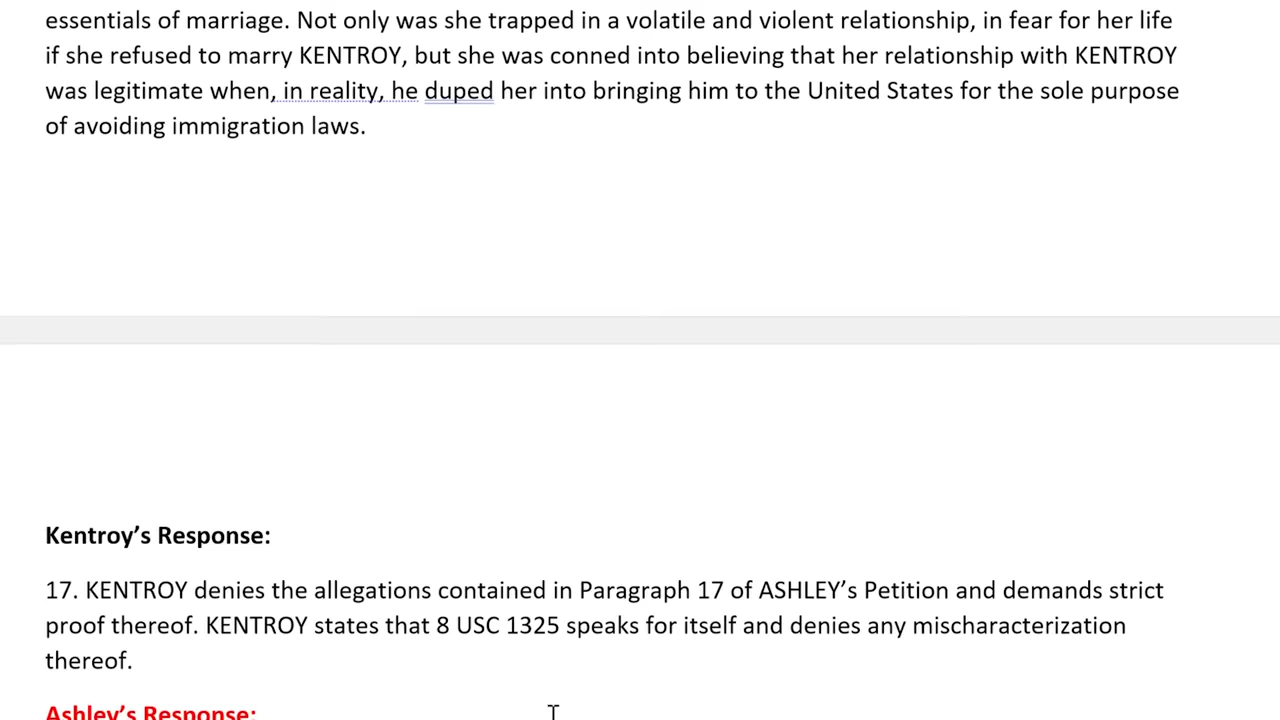 essentials of marriage. Not only was she trapped in a volatile and violent relationship, in fear for her life
if she refused to marry KENTROY, but she was conned into believing that her relationship with KENTROY
was legitimate when, in reality, he duped her into bringing him to the United States for the sole purpose
of avoiding immigration laws.
Kentroy’s Response:
17. KENTROY denies the allegations contained in Paragraph 17 of ASHLEY’s Petition and demands strict
proof thereof. KENTROY states that 8 USC 1325 speaks for itself and denies any mischaracterization
thereof.
Ashley’s Response: